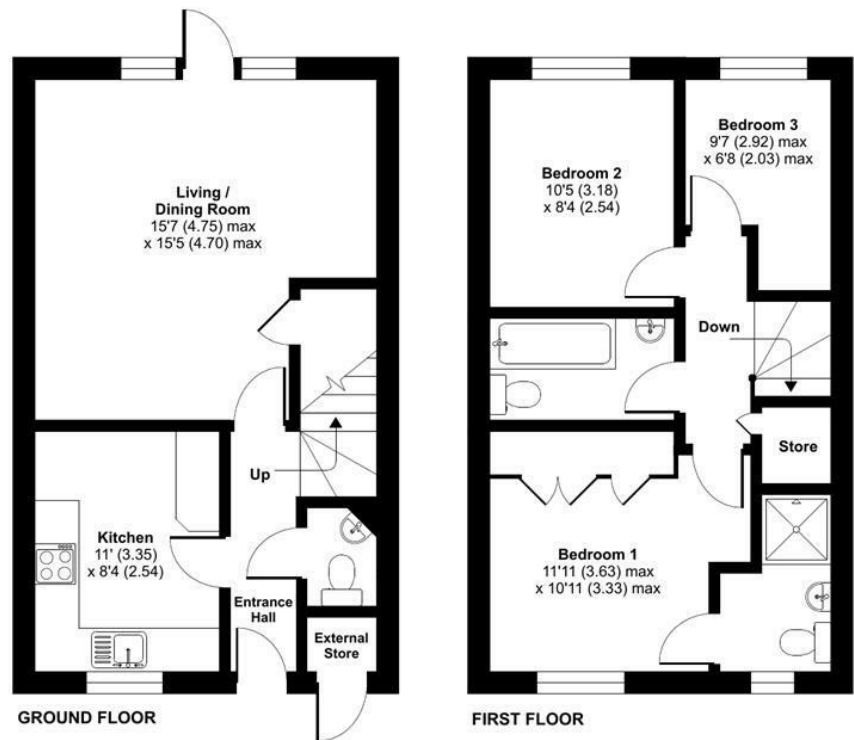 Living /
Dining Room
15'7 (4.75) max
x 15'5 (4.70) max
Up
Kitchen
11' (3.35)
x 8'4 (2.54)
Entrance
Hall
External
Store
GROUND FLOOR
Bedroom 3
9'7 (2.92) max
x 6'8 (2.03) max
Bedroom 2
10'5 (3.18)
x 8'4 (2.54)
Down
Store
Bedroom 1
11'11 (3.63) max
x 10'11 (3.33) max
FIRST FLOOR